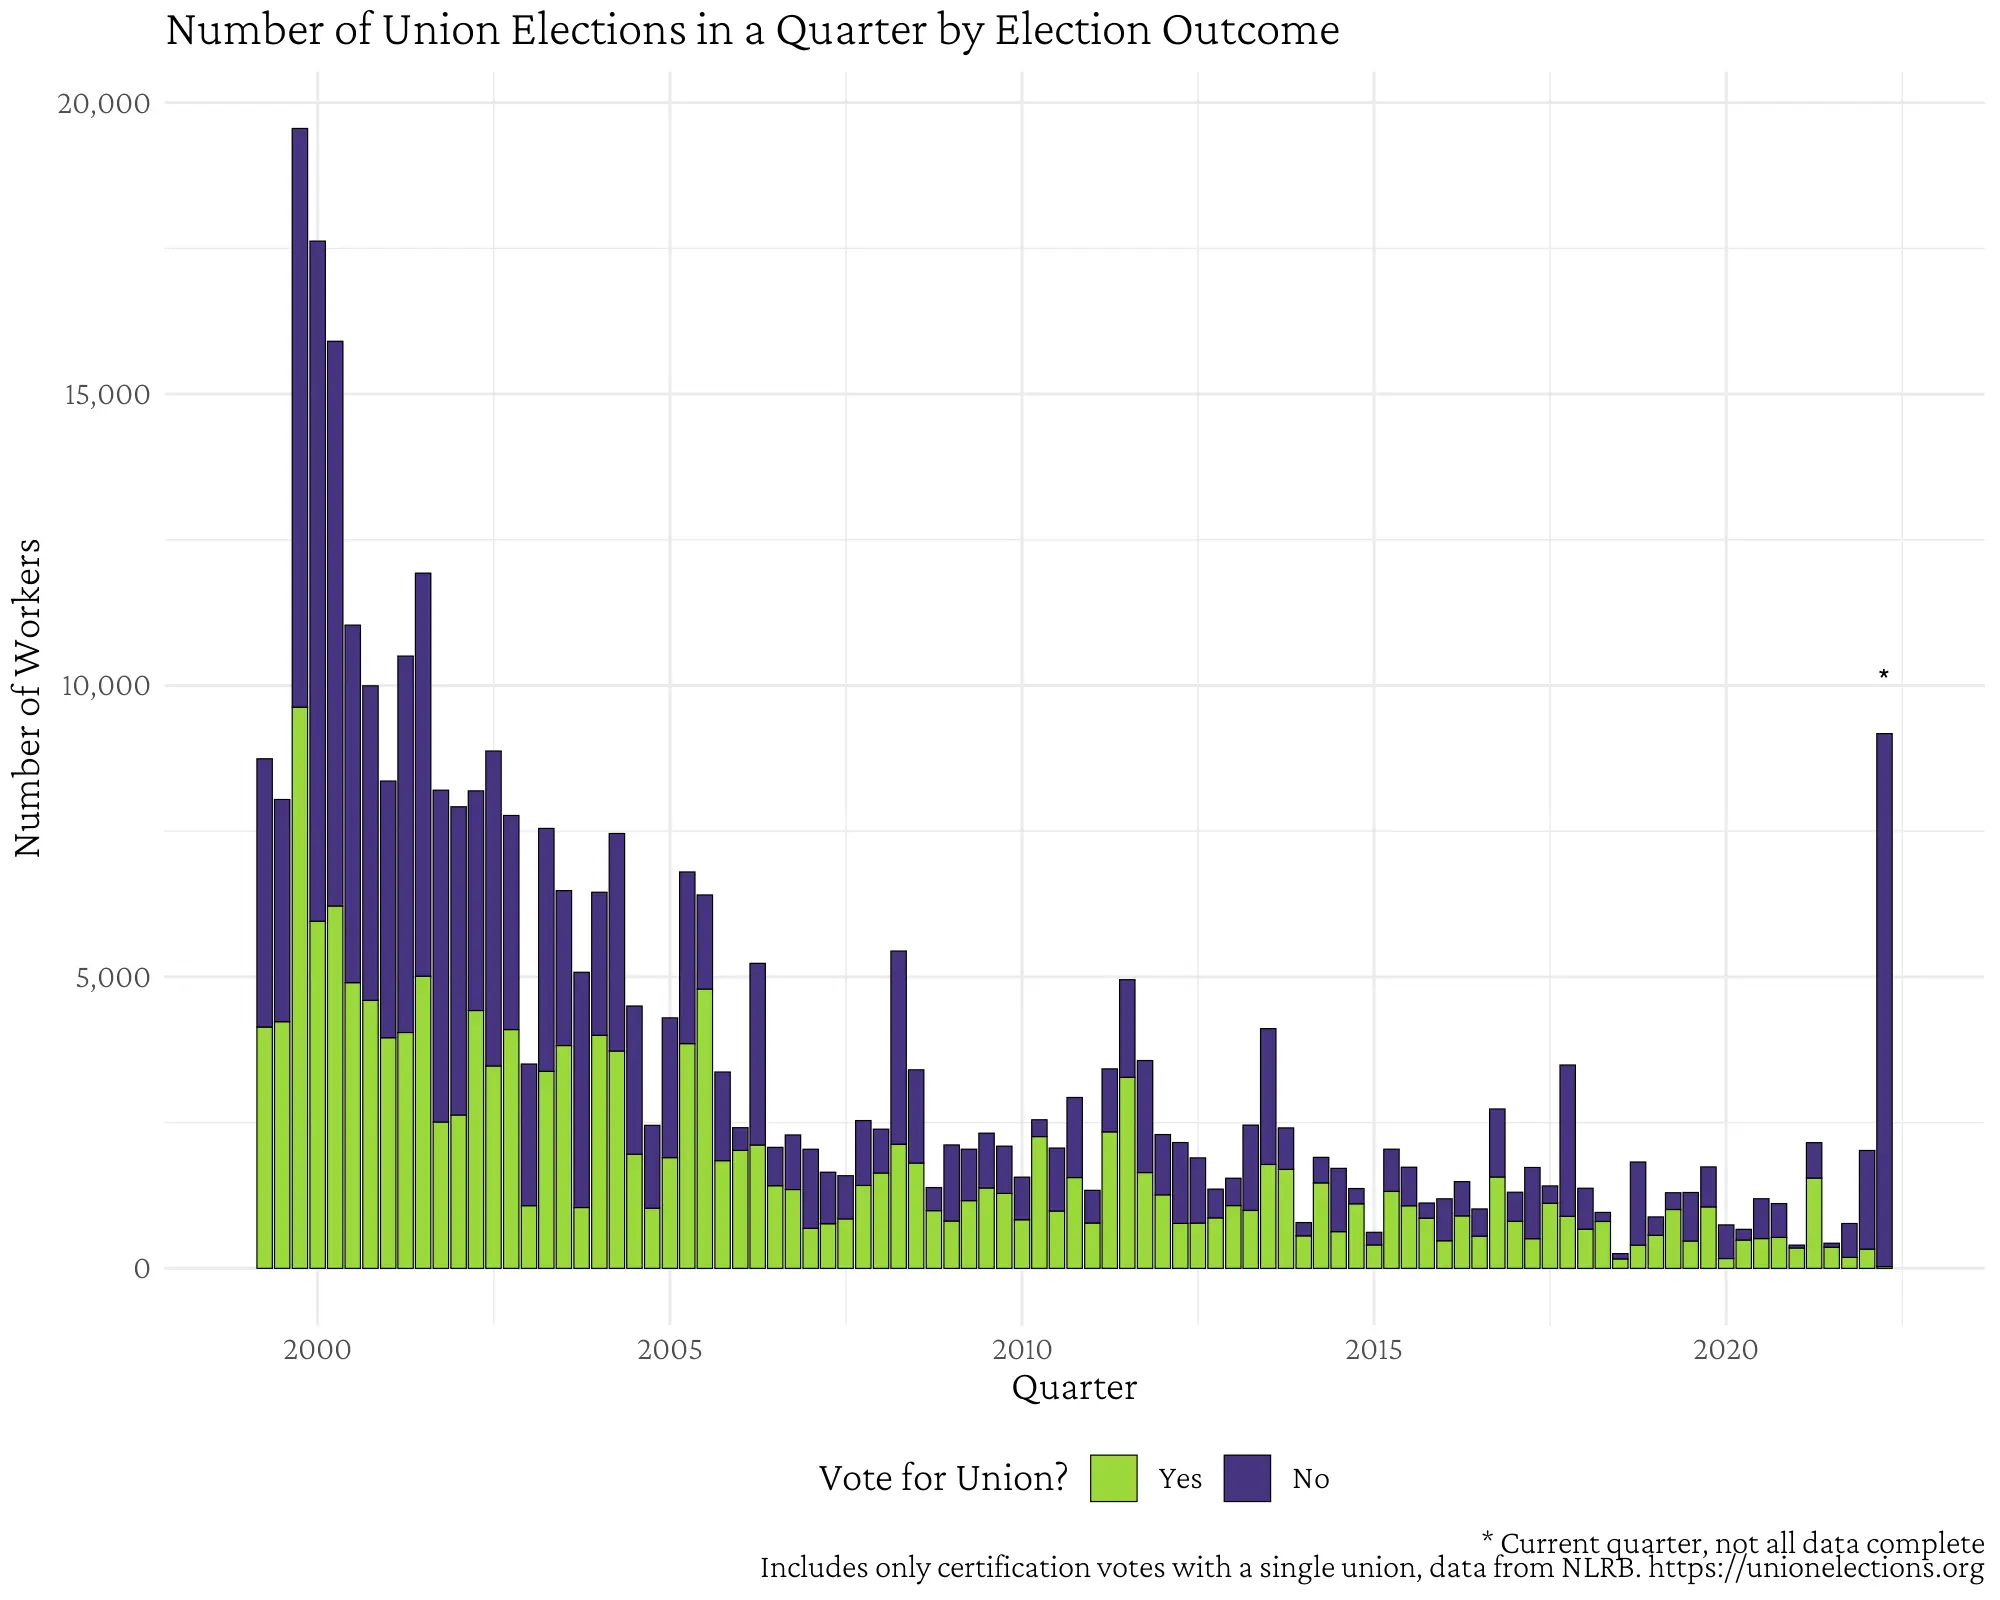 Number of Union Elections in a Quarter by Election Outcome
20,000
15,000
10,000
5,000
0
Number of Workers
*
2000 2005 2010 2015 2020
Quarter
Vote for Union? Yes No
* Current quarter, not all data complete
Includes only certification votes with a single union, data from NLRB. https://unionelections.org